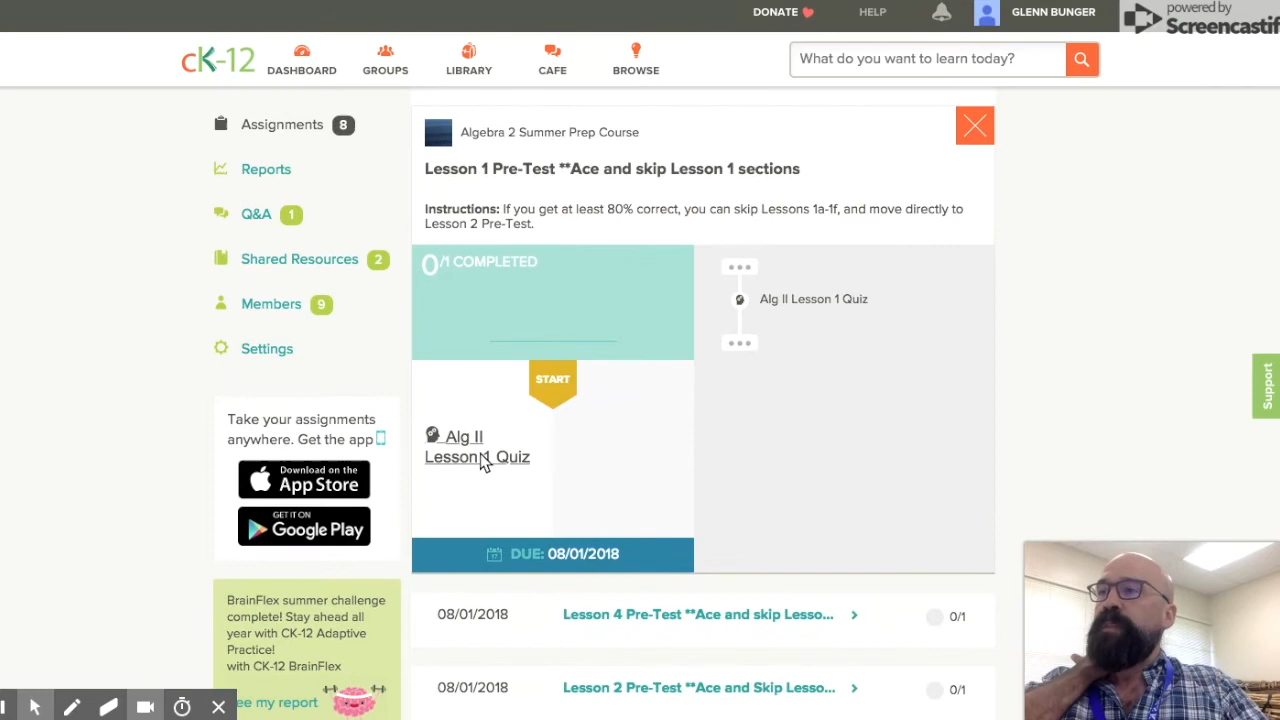 DONATE HELP GLENN BUNGER
powered by
Screencastif
cK-12 DASHBOARD GROUPS LIBRARY CAFE BROWSE What do you want to learn today?
Assignments 8
Reports
Q&A 1
Shared Resources 2
Members 9
Settings
Take your assignments
anywhere. Get the app
Download on the
App Store
GET IT ON
Google Play
BrainFlex summer challenge
complete! Stay ahead all
year with CK-12 Adaptive
Practice!
with CK-12 BrainFlex
ee my report
Algebra 2 Summer Prep Course
Lesson 1 Pre-Test **Ace and skip Lesson 1 sections
Instructions: If you get at least 80% correct, you can skip Lessons 1a-1f, and move directly to
Lesson 2 Pre-Test.
0/1 COMPLETED
START
Alg II
Lesson 1 Quiz
DUE: 08/01/2018
Alg II Lesson 1 Quiz
08/01/2018 Lesson 4 Pre-Test **Ace and skip Lesso... > 0/1
08/01/2018 Lesson 2 Pre-Test **Ace and Skip Lesso... > 0/1
Support